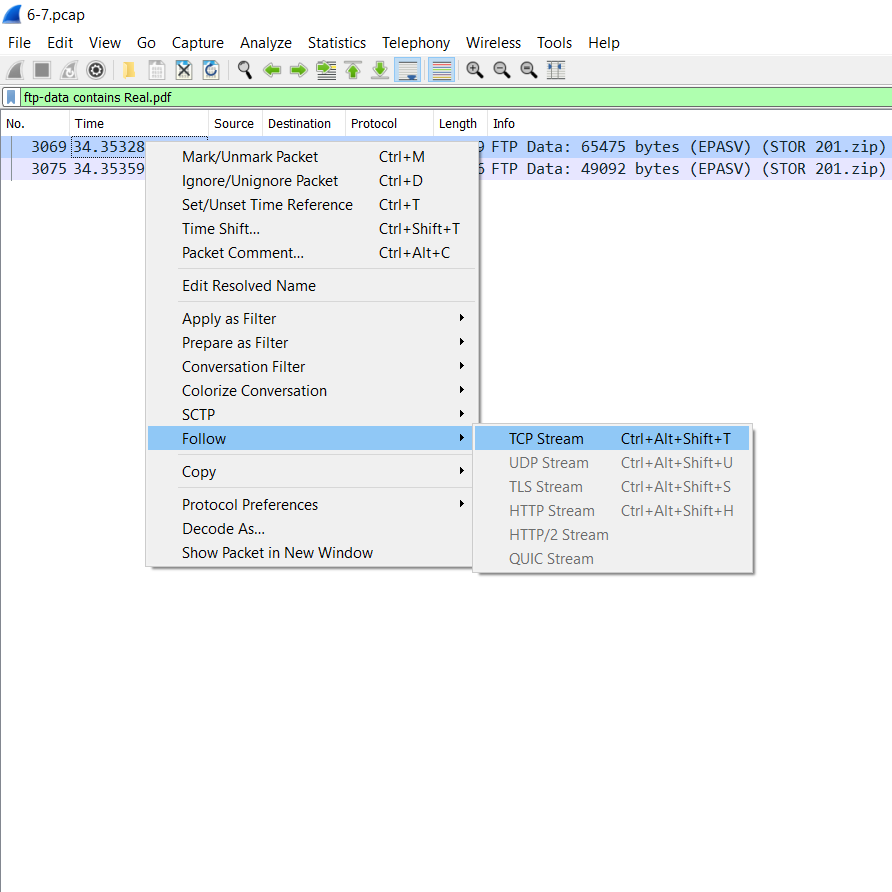 6-7.pcap
File Edit View Go Capture Analyze Statistics Telephony Wireless Tools Help
ftp-data contains Real.pdf
No. Time Source Destination Protocol Length Info
3069 34.35328 9 FTP Data: 65475 bytes (EPASV) (STOR 201.zip)
3075 34.35359 6 FTP Data: 49092 bytes (EPASV) (STOR 201.zip)
Mark/Unmark Packet Ctrl+M
Ignore/Unignore Packet Ctrl+D
Set/Unset Time Reference Ctrl+T
Time Shift... Ctrl+Shift+T
Packet Comment... Ctrl+Alt+C
Edit Resolved Name
Apply as Filter
Prepare as Filter
Conversation Filter
Colorize Conversation
SCTP
Follow
Copy
Protocol Preferences
Decode As...
Show Packet in New Window
TCP Stream Ctrl+Alt+Shift+T
UDP Stream Ctrl+Alt+Shift+U
TLS Stream Ctrl+Alt+Shift+S
HTTP Stream Ctrl+Alt+Shift+H
HTTP/2 Stream
QUIC Stream